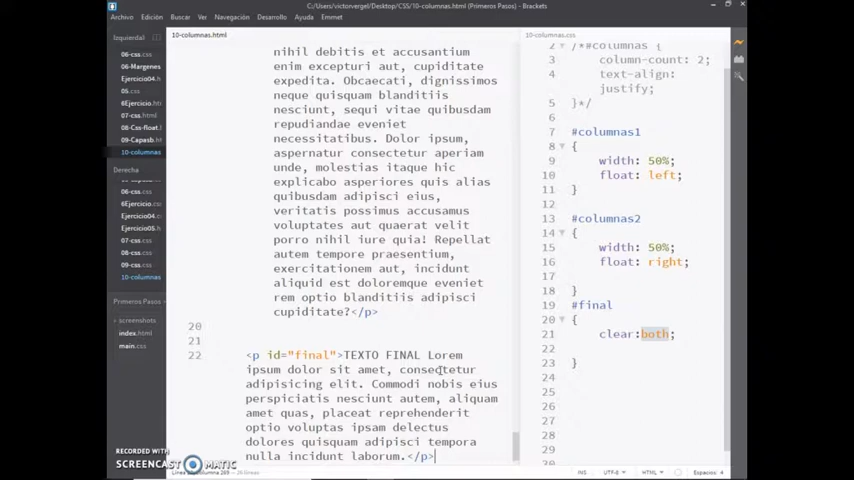 C:/Users/victorvergel/Desktop/CSS/10-columnas.html (Primeros Pasos) - Brackets
Archivo Edición Buscar Ver Navegación Desarrollo Ayuda Emmet
Izquierda
06-css.css
06-Margenes
Ejercicio04.h
05.css
6Ejercicio.h
07-css.html
08-Css-float.
09-Capasb.h
10-columnas
Derecha
06-css.css
6Ejercicio.css
Ejercicio04.c
Ejercicio05.h
07-css.css
08-css.css
09-css.css
10-columnas
Primeros Pasos
screenshots
index.html
main.css
10-columnas.html
nihil debitis et accusantium
enim excepturi aut, cupiditate
expedita. Obcaecati, dignissimos
neque quisquam blanditiis
nesciunt, sequi vitae quibusdam
repudiandae eveniet
necessitatibus. Dolor ipsum,
aspernatur consectetur aperiam
unde, molestias itaque hic
explicabo asperiores quis alias
quibusdam adipisci eius,
veritatis possimus accusamus
voluptates aut quaerat velit
porro nihil iure quia! Repellat
autem tempore praesentium,
exercitationem aut, incidunt
aliquid est doloremque eveniet
rem optio blanditiis adipisci
cupiditate?</p>
20
21
22 <p id="final">TEXTO FINAL Lorem
ipsum dolor sit amet, consectetur
adipisicing elit. Commodi nobis eius
perspiciatis nesciunt autem, aliquam
amet quas, placeat reprehenderit
optio voluptas ipsam delectus
dolores quisquam adipisci tempora
nulla incidunt laborum.</p>
10-columnas.css
2 /*#columnas {
3 column-count: 2;
4 text-align:
justify;
5 }*/
6
7 #columnas1
8 {
9 width: 50%;
10 float: left;
11 }
12
13 #columnas2
14 {
15 width: 50%;
16 float: right;
17
18 }
19 #final
20 {
21 clear:both;
22
23 }
24
25
26
27
28
29
30
INS UTF-8 HTML Espacios: 4
RECORDED WITH
SCREENCAST MATIC